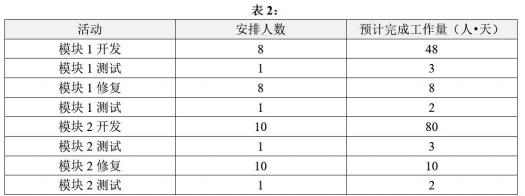 表 2：
活动 安排人数 预计完成工作量（人•天）
模块 1 开发 8 48
模块 1 测试 1 3
模块 1 修复 8 8
模块 1 测试 1 2
模块 2 开发 10 80
模块 2 测试 1 3
模块 2 修复 10 10
模块 2 测试 1 2